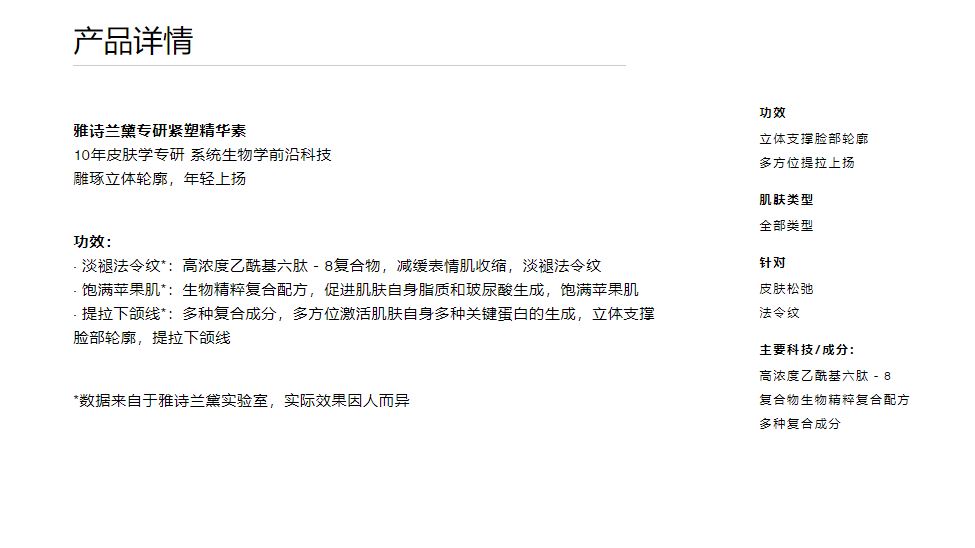 产品详情
雅诗兰黛专研紧塑精华素
10年皮肤学专研 系统生物学前沿科技
雕琢立体轮廓，年轻上扬
功效：
· 淡褪法令纹*：高浓度乙酰基六肽 - 8复合物，减缓表情肌收缩，淡褪法令纹
· 饱满苹果肌*：生物精粹复合配方，促进肌肤自身脂质和玻尿酸生成，饱满苹果肌
· 提拉下颌线*：多种复合成分，多方位激活肌肤自身多种关键蛋白的生成，立体支撑
脸部轮廓，提拉下颌线
*数据来自于雅诗兰黛实验室，实际效果因人而异
功效
立体支撑脸部轮廓
多方位提拉上扬
肌肤类型
全部类型
针对
皮肤松弛
法令纹
主要科技/成分：
高浓度乙酰基六肽 - 8
复合物生物精粹复合配方
多种复合成分